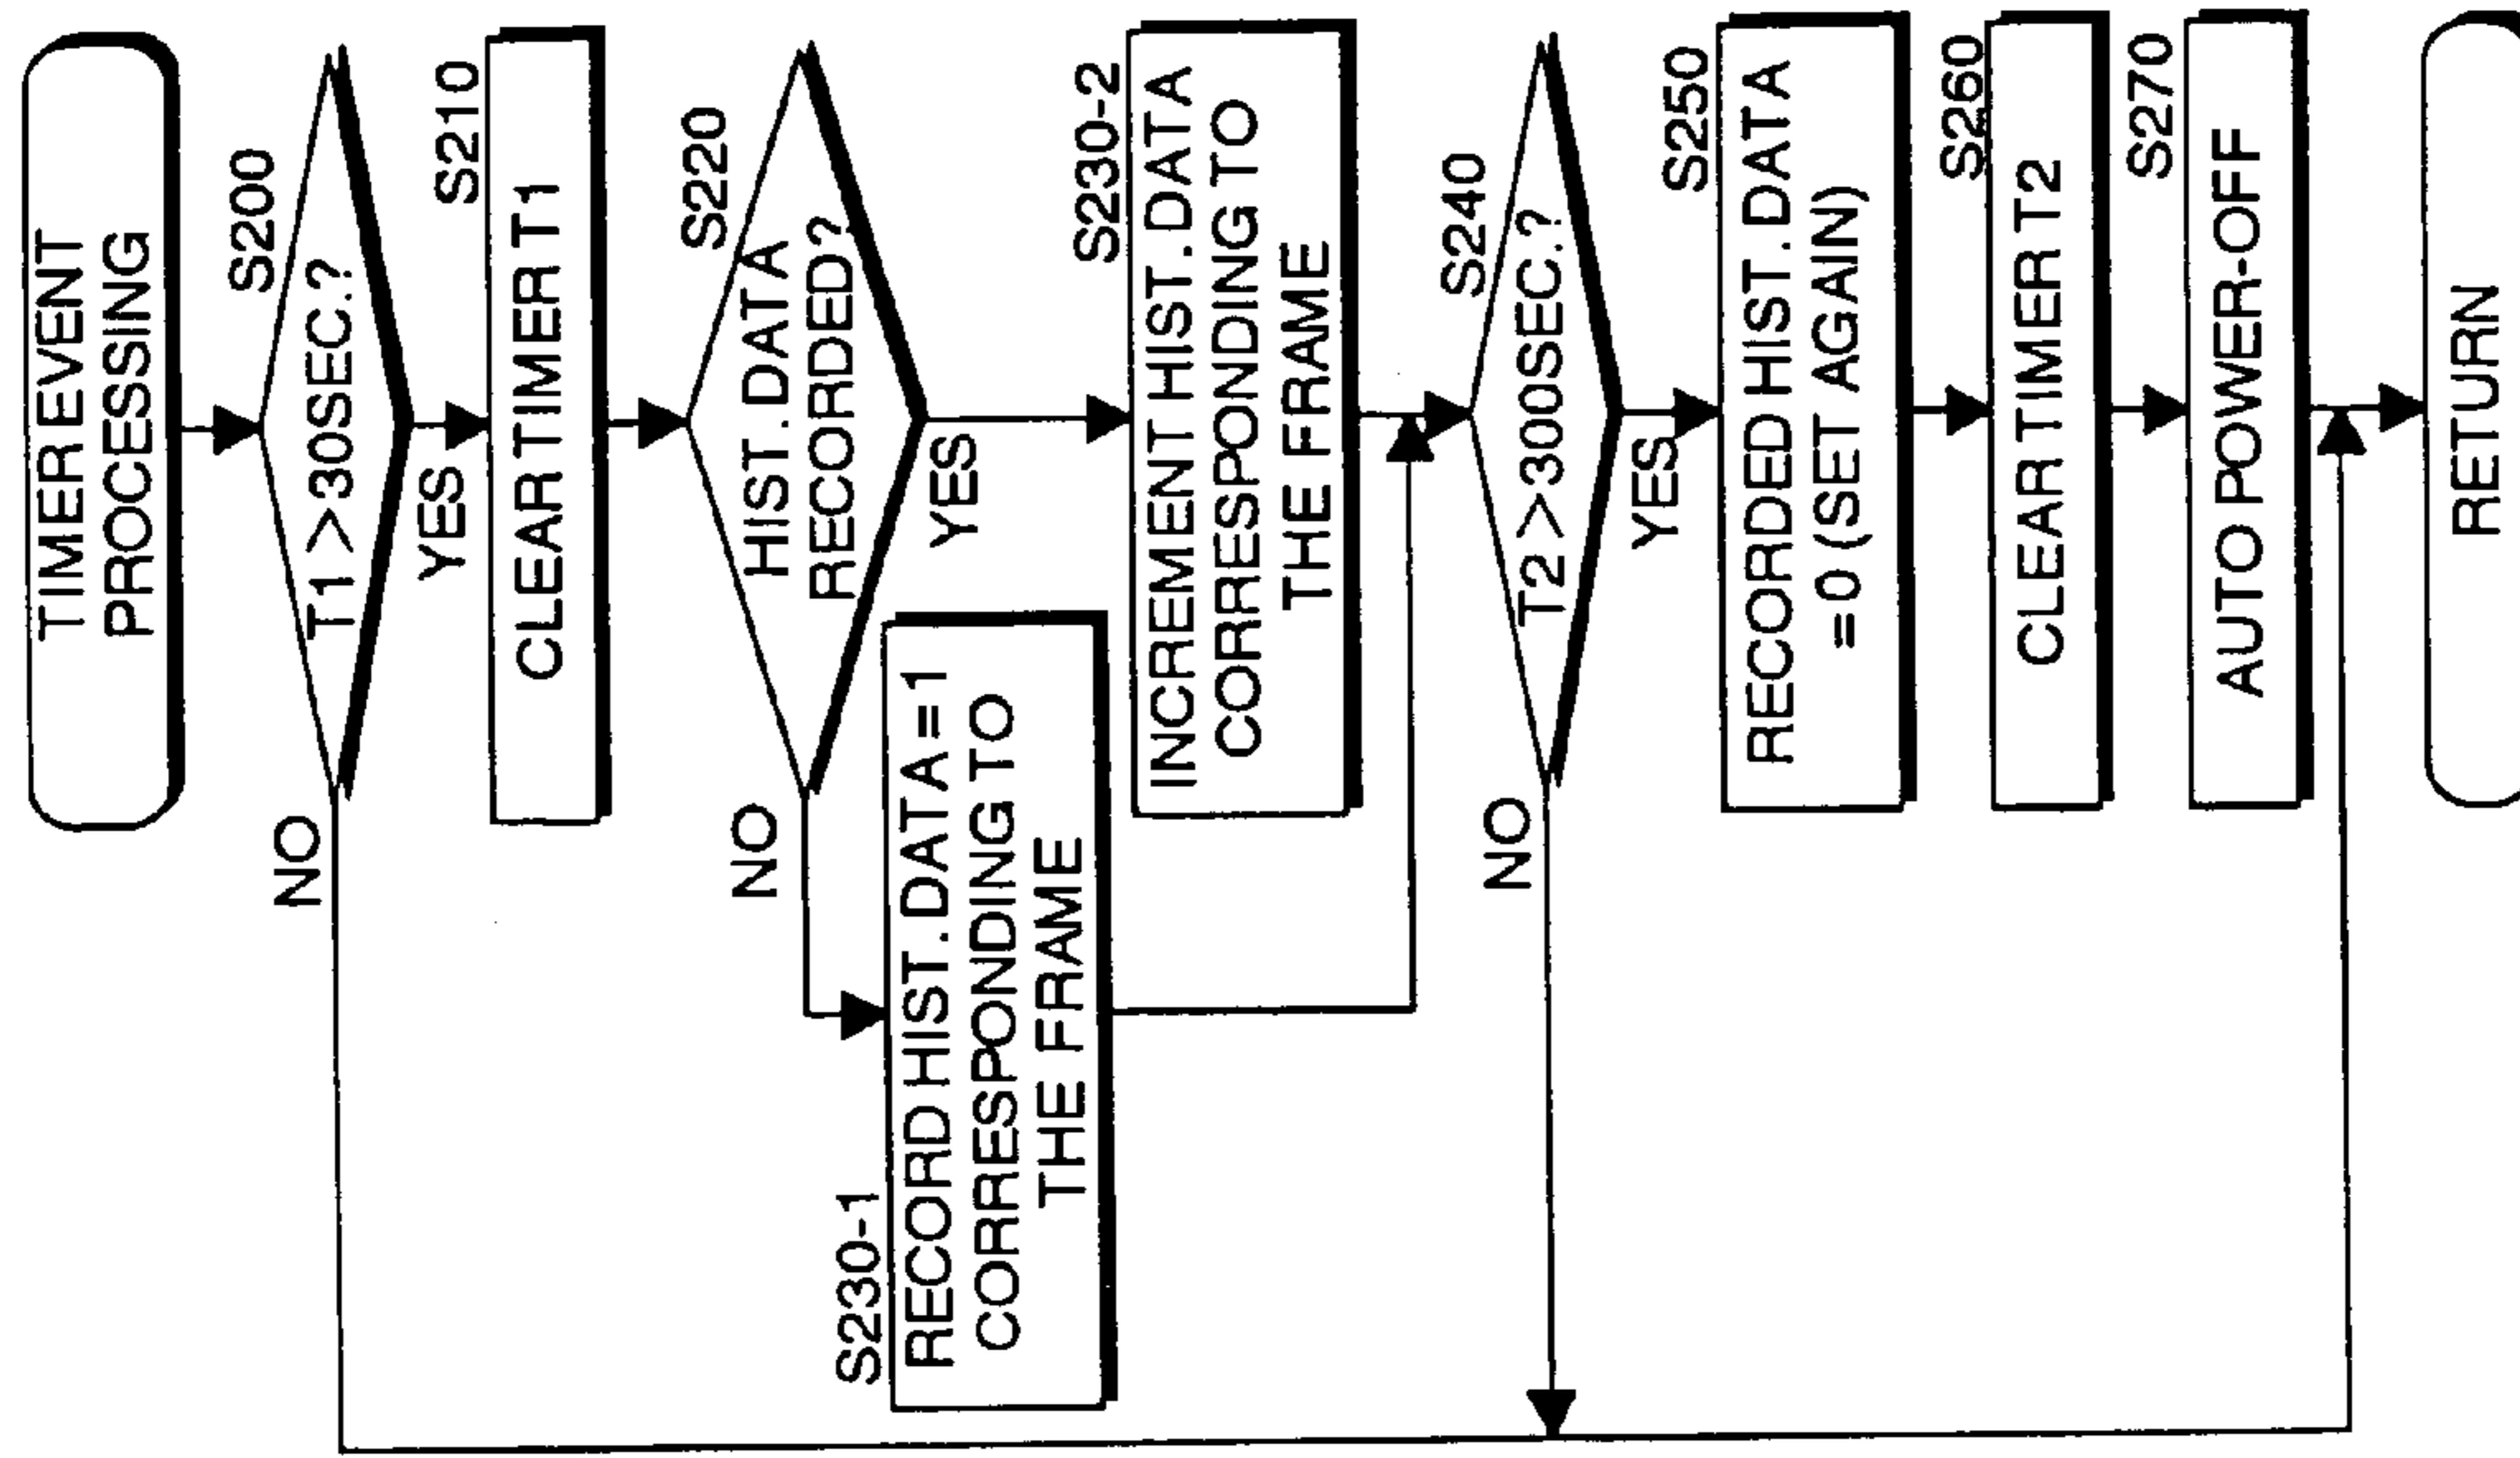 TIMER EVENT
PROCESSING
S200
T1>30SEC.?
NO
YES
S210
CLEAR TIMER T1
S220
HIST.DATA
RECORDED?
NO
YES
S230-1
RECORD HIST.DATA=1
CORRESPONDING TO
THE FRAME
S230-2
INCREMENT HIST.DATA
CORRESPONDING TO
THE FRAME
S240
T2>300SEC.?
NO
YES
S250
RECORDED HIST.DATA
=0 (SET AGAIN)
S260
CLEAR TIMER T2
S270
AUTO POWER-OFF
RETURN